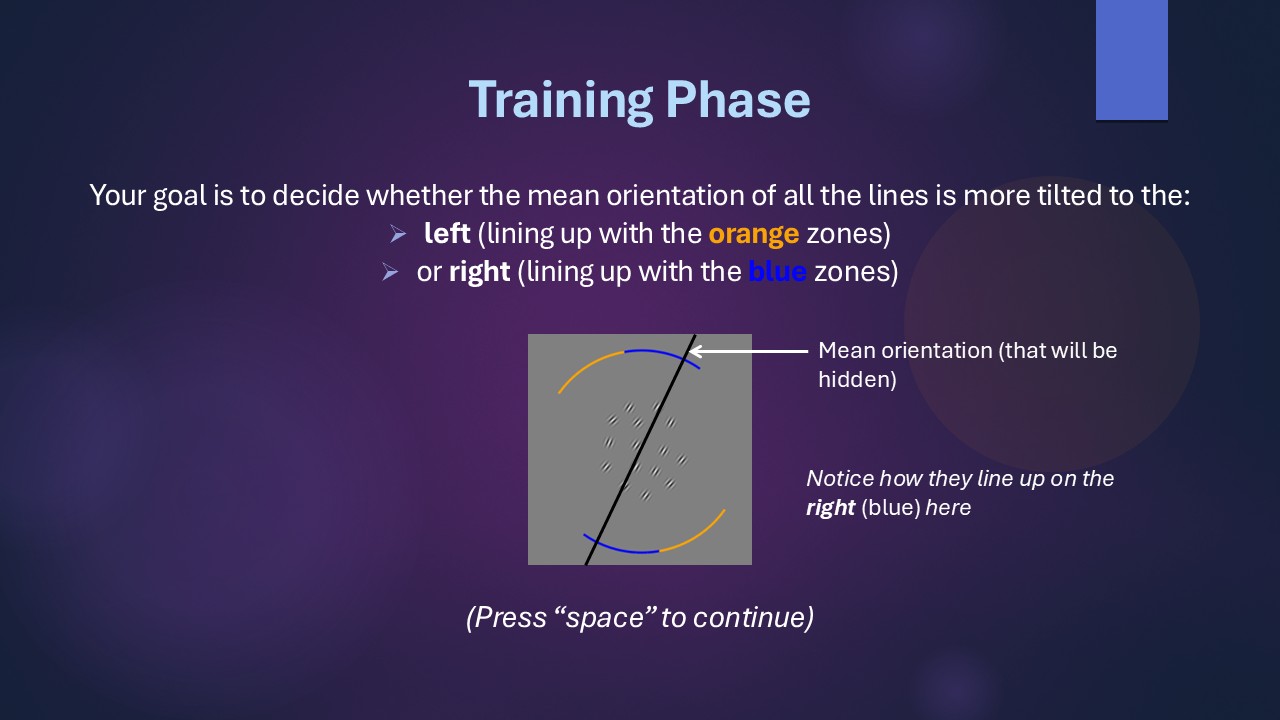 Training Phase
Your goal is to decide whether the mean orientation of all the lines is more tilted to the:
left (lining up with the orange zones)
or right (lining up with the blue zones)
Mean orientation (that will be
hidden)
Notice how they line up on the
right (blue) here
(Press “space” to continue)